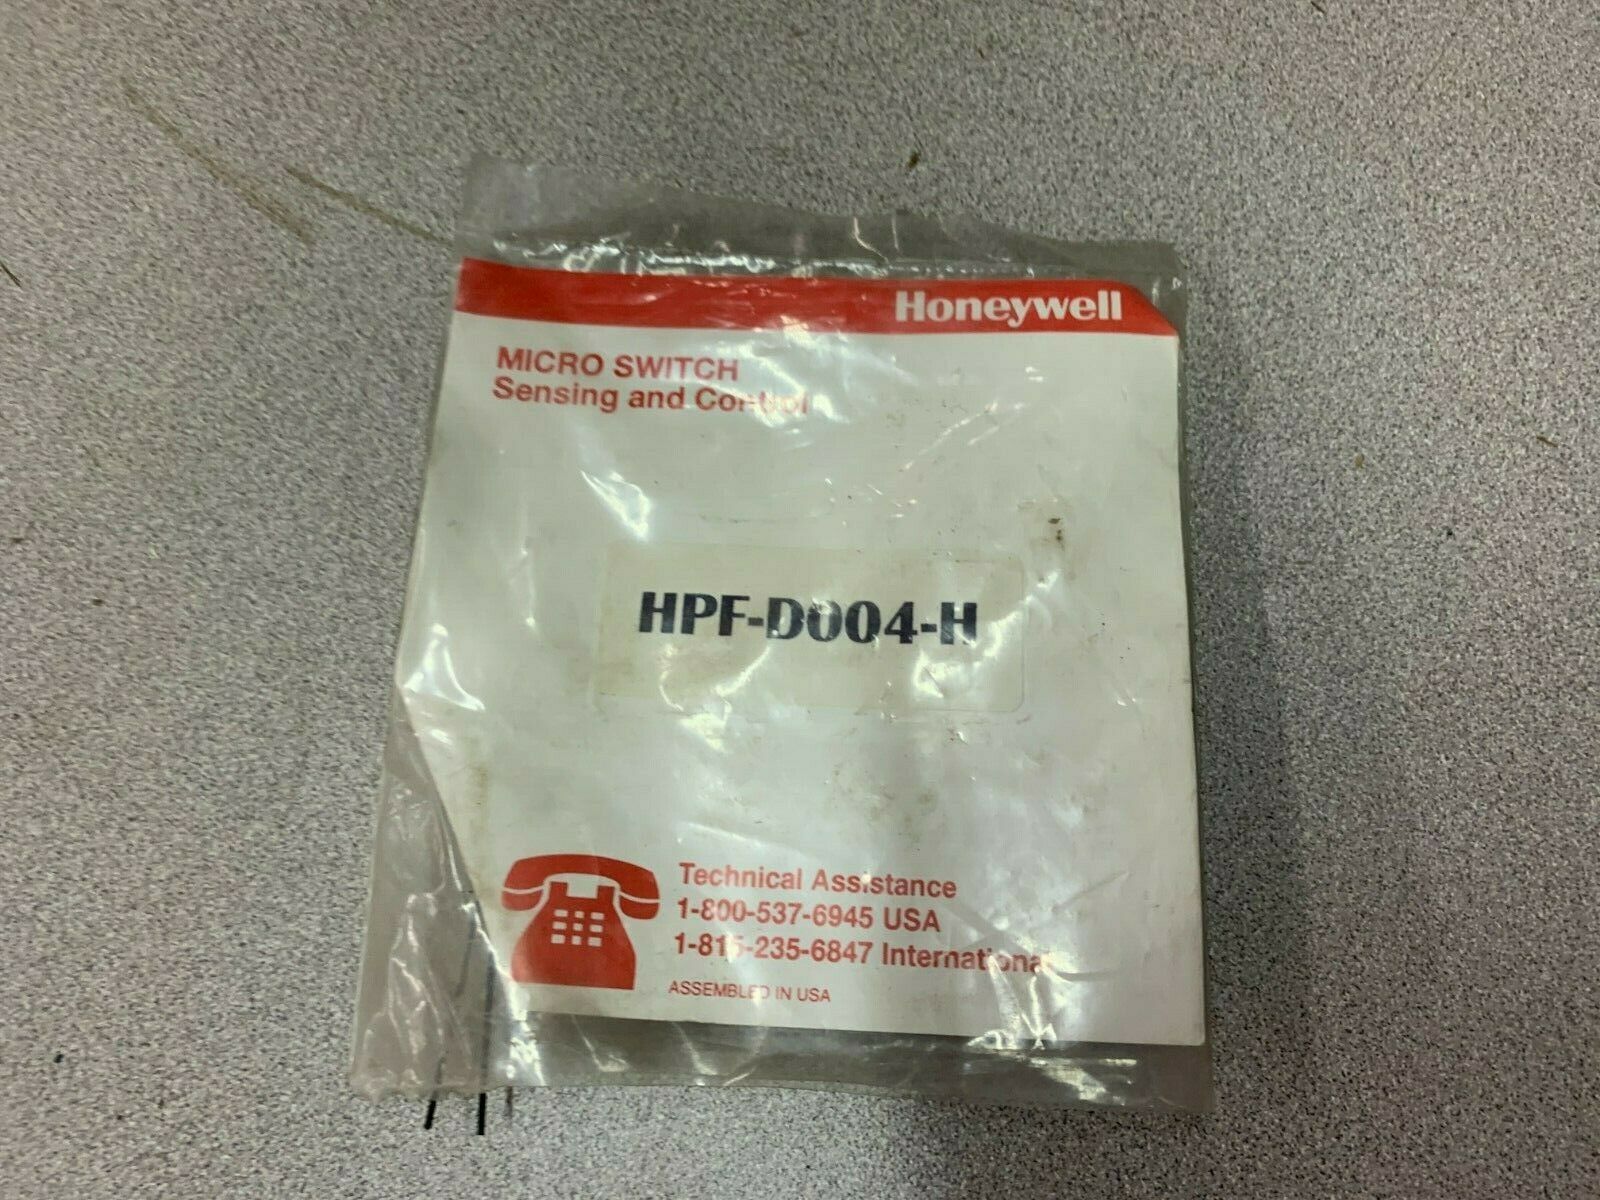 Honeywell
MICRO SWITCH
Sensing and Control
HPF-D004-H
Technical Assistance
1-800-537-6945 USA
1-815-235-6847 International
ASSEMBLED IN USA